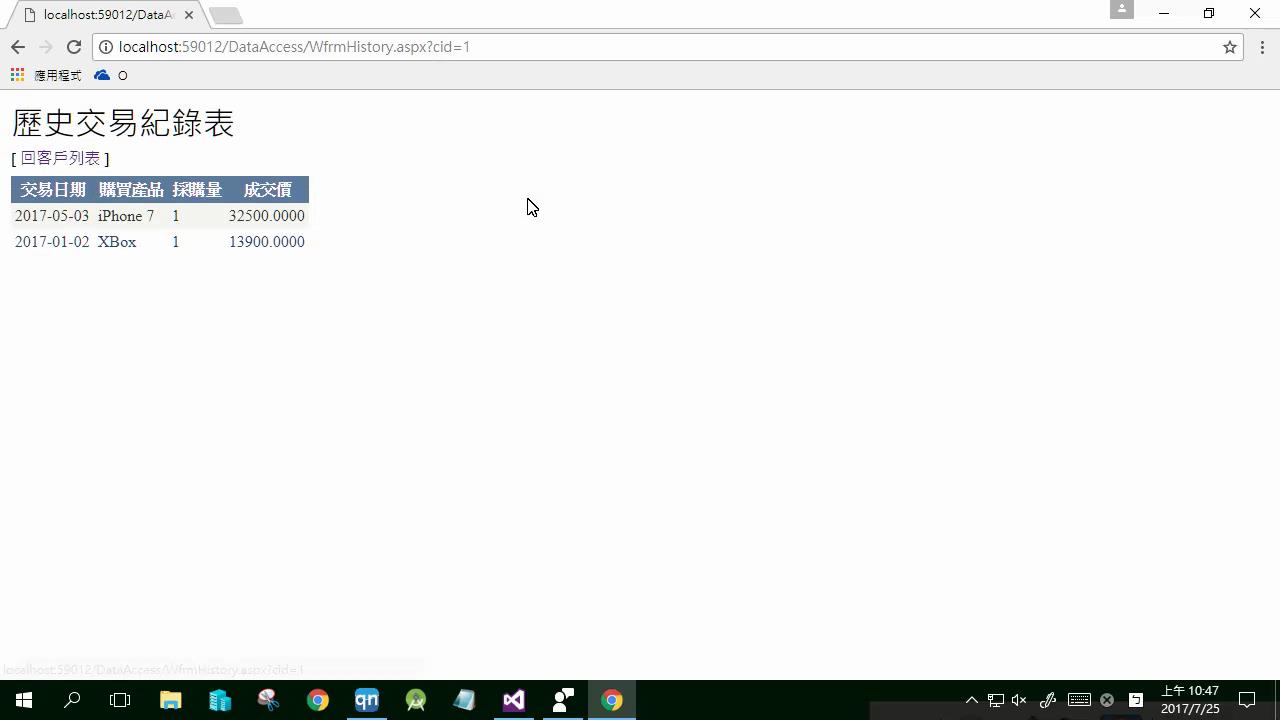 localhost:59012/DataAc
localhost:59012/DataAccess/WfrmHistory.aspx?cid=1
應用程式 O
歷史交易紀錄表
[ 回客戶列表 ]
交易日期 購買產品 採購量 成交價
2017-05-03 iPhone 7 1 32500.0000
2017-01-02 XBox 1 13900.0000
localhost:59012/DataAccess/WfrmHistory.aspx?cid=1
qn
上午 10:47
2017/7/25